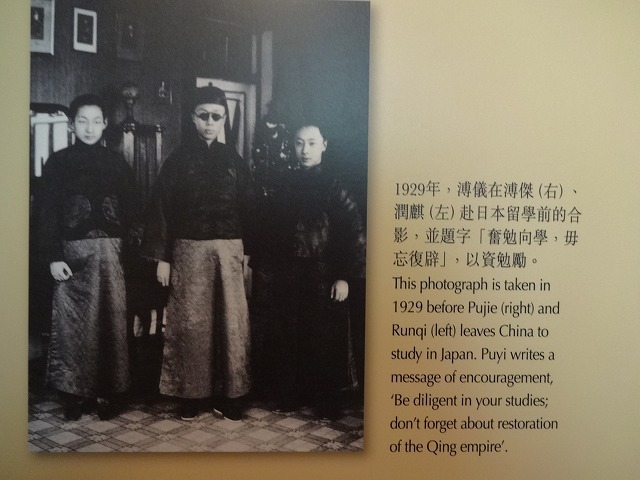 1929年，溥儀在溥傑(右)、
潤麒(左)赴日本留學前的合
影，並題字「奮勉向學，毋
忘復辟」，以資勉勵。
This photograph is taken in
1929 before Pujie (right) and
Runqi (left) leaves China to
study in Japan. Puyi writes a
message of encouragement,
‘Be diligent in your studies;
don’t forget about restoration
of the Qing empire’.